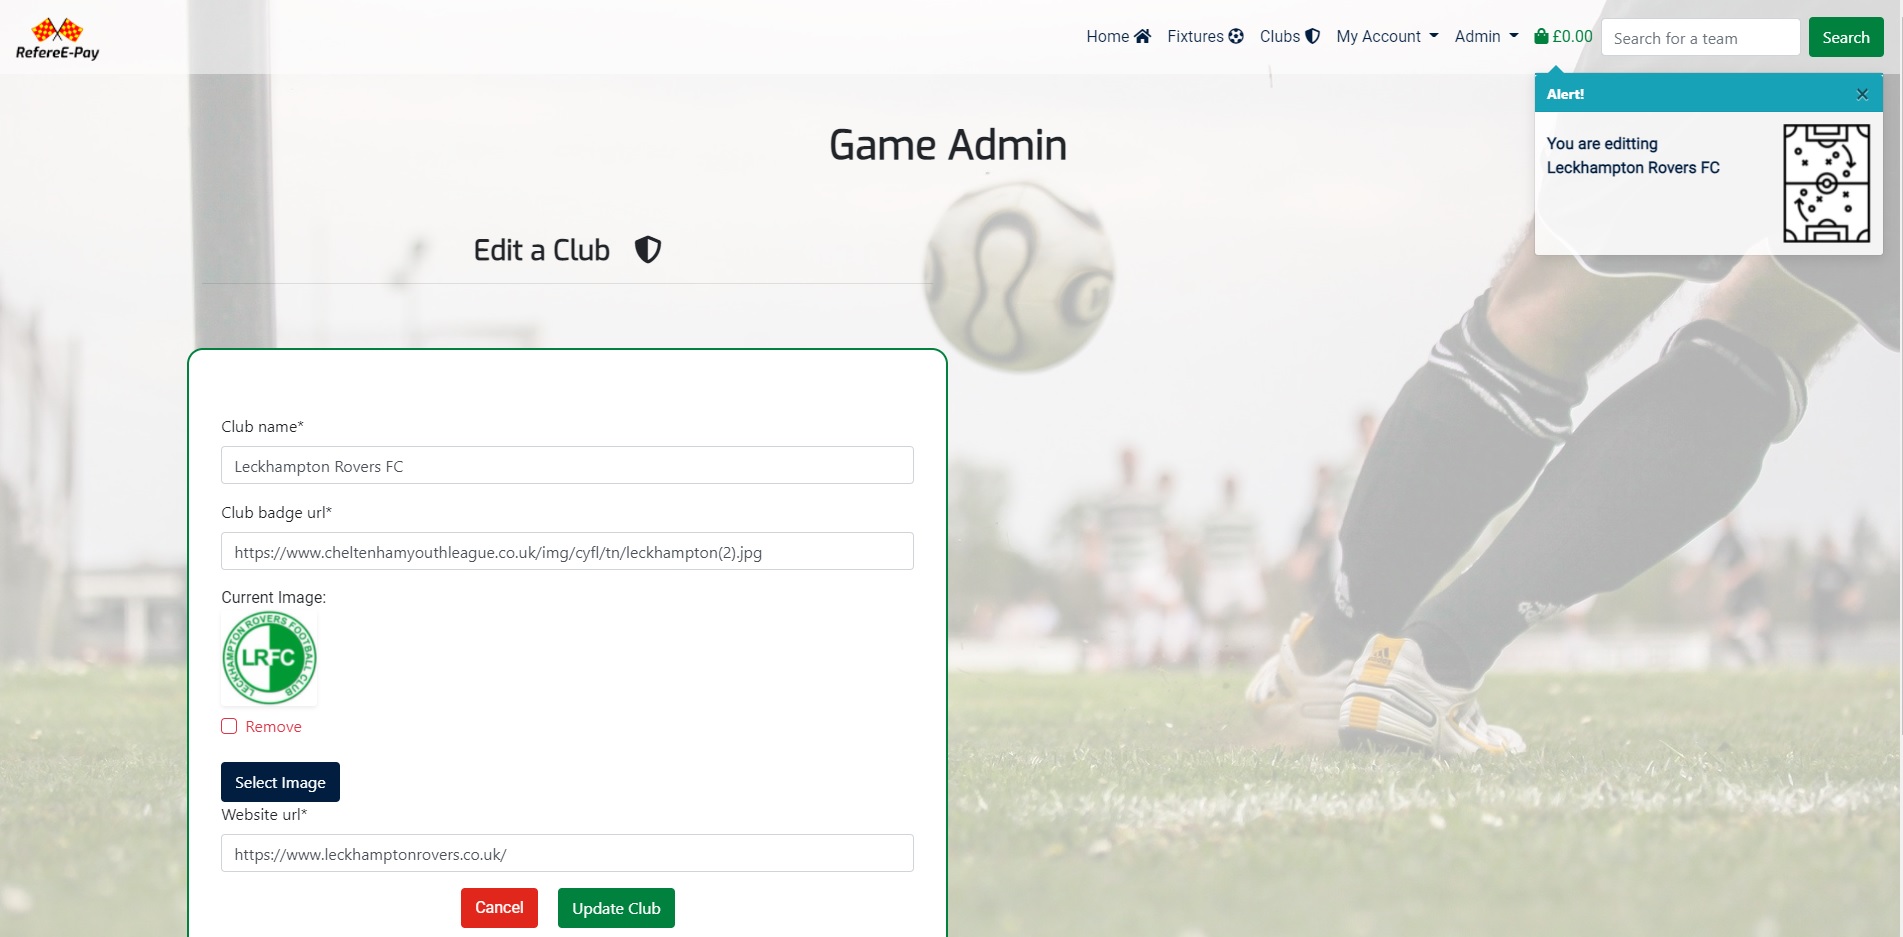 RefereE-Pay
Home
Fixtures
Clubs
My Account
Admin
£0.00
Search for a team
Search
Alert!
×
You are editting
Leckhampton Rovers FC
Game Admin
Edit a Club
Club name*
Leckhampton Rovers FC
Club badge url*
https://www.cheltenhamyouthleague.co.uk/img/cyfl/tn/leckhampton(2).jpg
Current Image:
LECKHAMPTON ROVERS FOOTBALL CLUB
LRFC
Remove
Select Image
Website url*
https://www.leckhamptonrovers.co.uk/
Cancel
Update Club